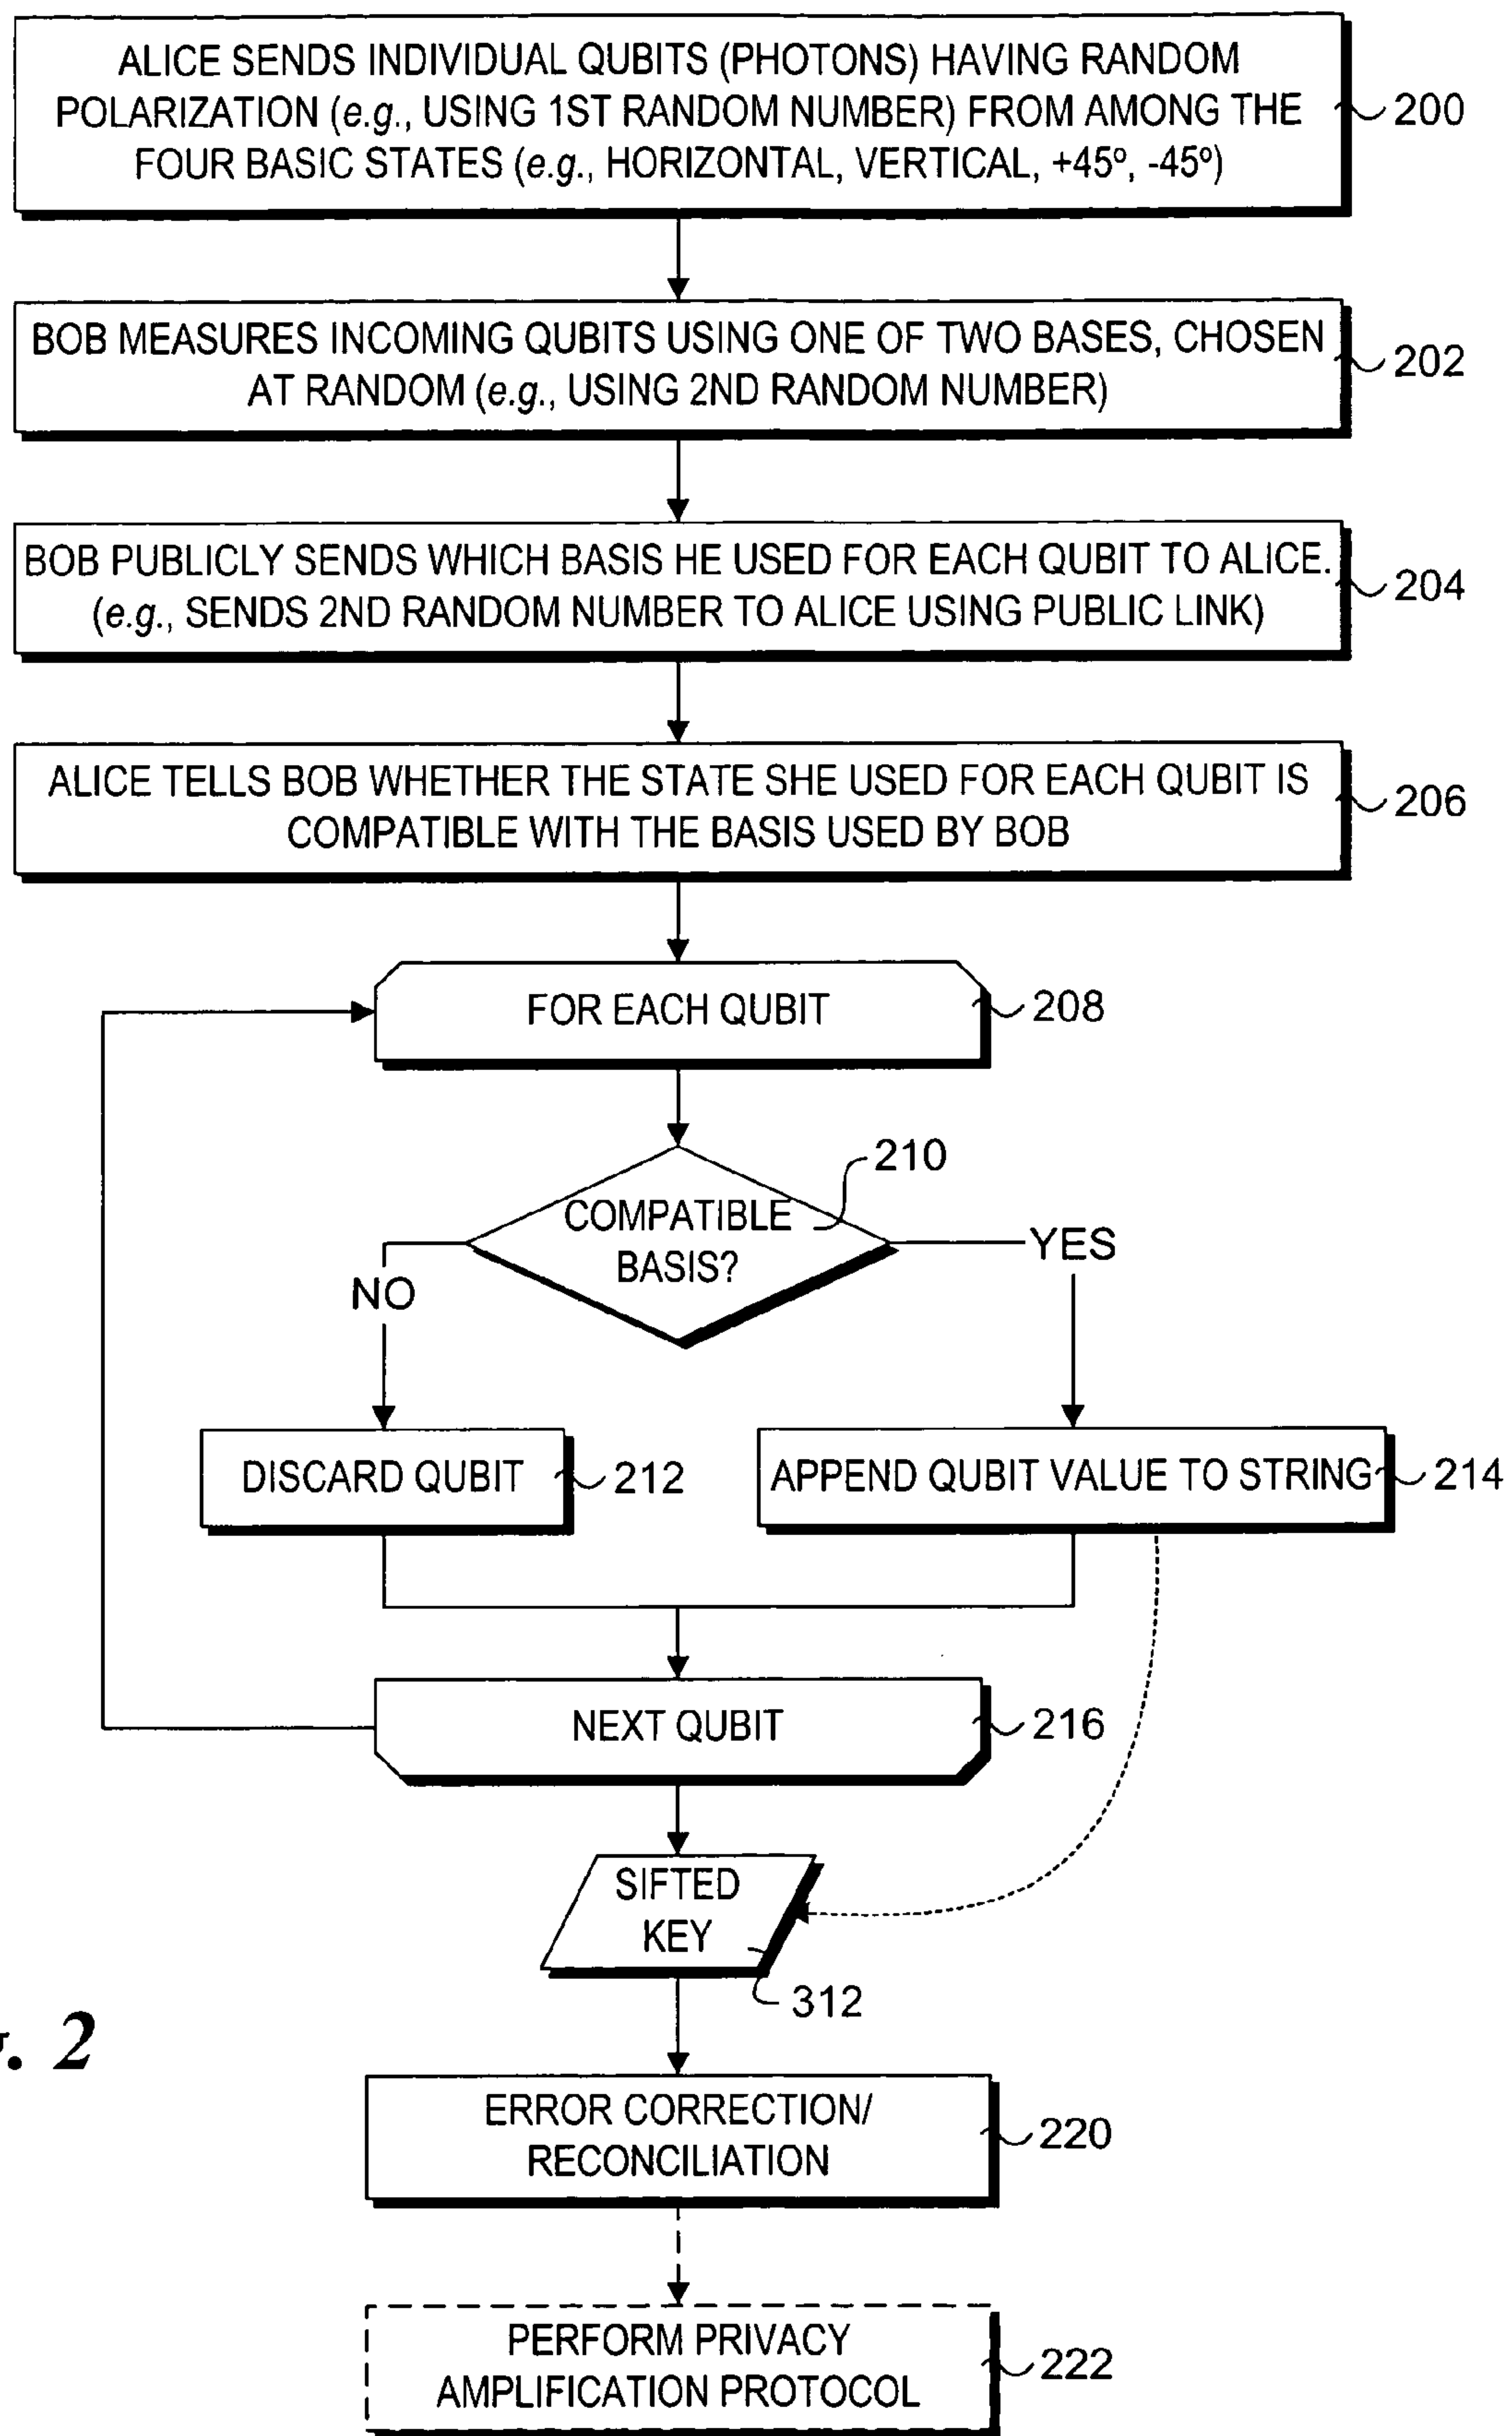 ALICE SENDS INDIVIDUAL QUBITS (PHOTONS) HAVING RANDOM
POLARIZATION (e.g., USING 1ST RANDOM NUMBER) FROM AMONG THE
FOUR BASIC STATES (e.g., HORIZONTAL, VERTICAL, +45º, -45º)
200
BOB MEASURES INCOMING QUBITS USING ONE OF TWO BASES, CHOSEN
AT RANDOM (e.g., USING 2ND RANDOM NUMBER)
202
BOB PUBLICLY SENDS WHICH BASIS HE USED FOR EACH QUBIT TO ALICE.
(e.g., SENDS 2ND RANDOM NUMBER TO ALICE USING PUBLIC LINK)
204
ALICE TELLS BOB WHETHER THE STATE SHE USED FOR EACH QUBIT IS
COMPATIBLE WITH THE BASIS USED BY BOB
206
FOR EACH QUBIT
208
210
COMPATIBLE
BASIS?
YES
NO
DISCARD QUBIT
212
APPEND QUBIT VALUE TO STRING
214
NEXT QUBIT
216
SIFTED
KEY
312
. 2
ERROR CORRECTION/
RECONCILIATION
220
PERFORM PRIVACY
AMPLIFICATION PROTOCOL
222